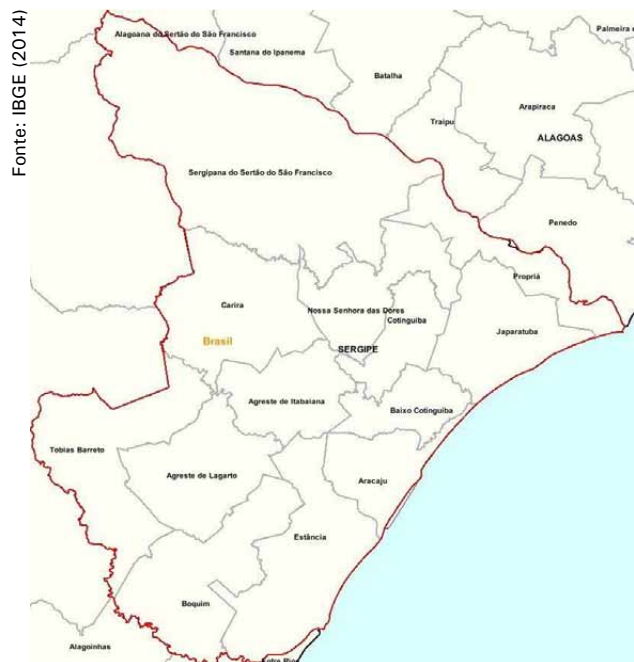 Fonte: IBGE (2014)
Alagoana do Sertão do São Francisco
Santana do Ipanema
Palmeira
Batalha
Arapiraca
Traipu
ALAGOAS
Sergipana do Sertão do São Francisco
Penedo
Propriá
Carira
Nossa Senhora das Dores
Cotinguiba
Japaratuba
Brasil
SERGIPE
Agreste de Itabaiana
Baixo Cotinguiba
Tobias Barreto
Agreste de Lagarto
Aracaju
Estância
Boquim
Alagoinhas
Entre Rio